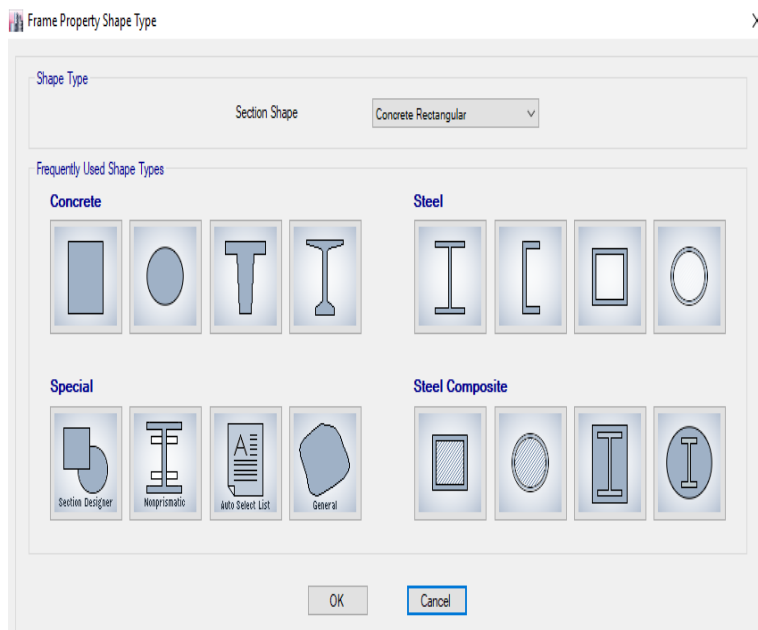 Frame Property Shape Type
Shape Type
Section Shape
Concrete Rectangular
Frequently Used Shape Types
Concrete
Steel
Special
Steel Composite
Section Designer
Nonprismatic
A
Auto Select List
General
OK
Cancel